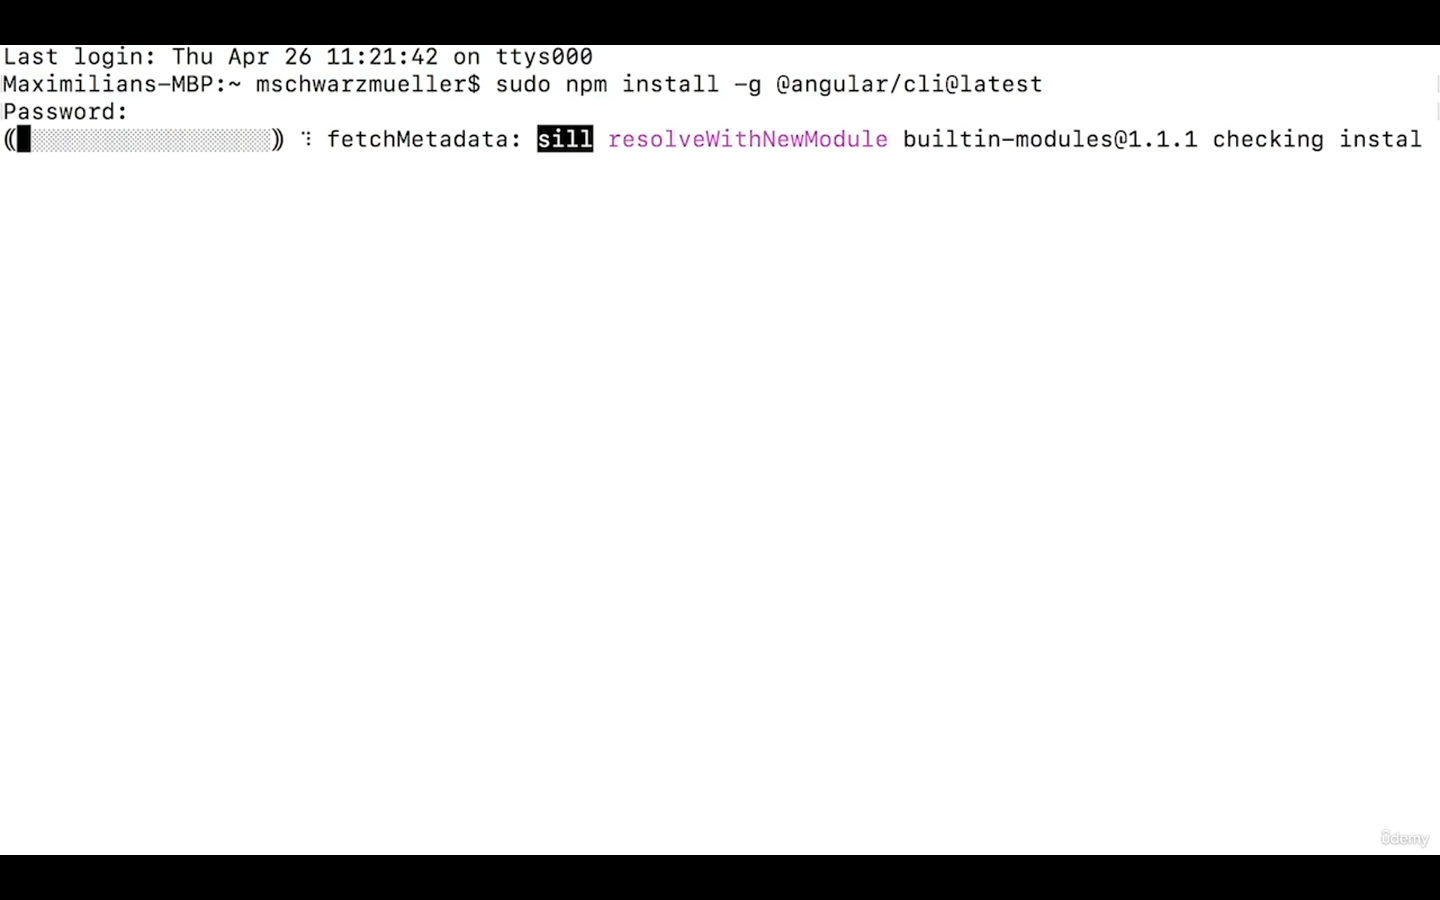 Last login: Thu Apr 26 11:21:42 on ttys000
Maximilians-MBP:~ mschwarzmueller$ sudo npm install -g @angular/cli@latest
Password:
fetchMetadata: sill resolveWithNewModule builtin-modules@1.1.1 checking instal
ûdemy